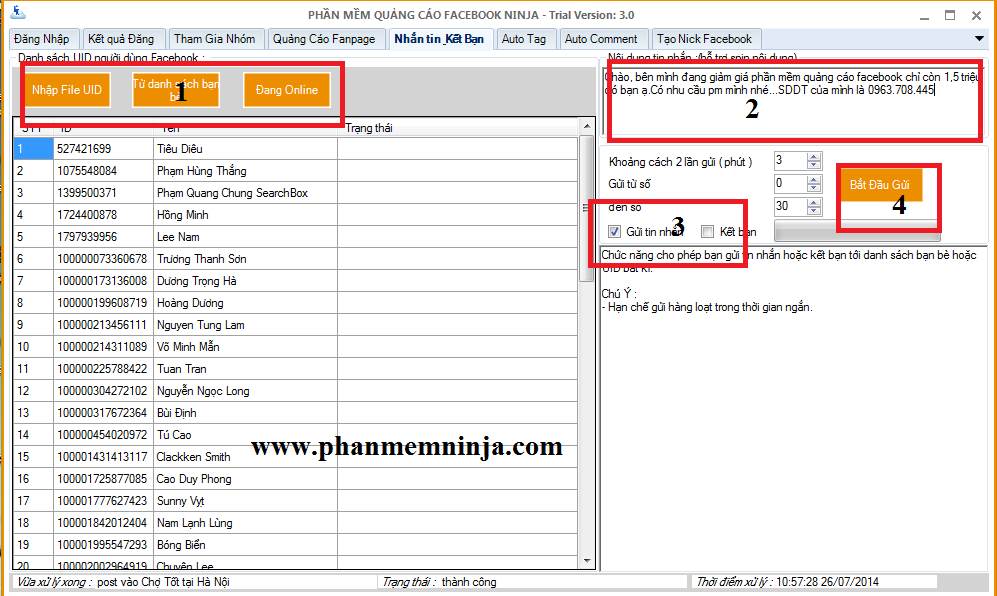 PHẦN MỀM QUẢNG CÁO FACEBOOK NINJA - Trial Version: 3.0
Đăng Nhập Kết quả Đăng Tham Gia Nhóm Quảng Cáo Fanpage Nhắn tin _Kết Bạn Auto Tag Auto Comment Tạo Nick Facebook
Danh sách UID người dùng Facebook :
Nhập File UID
Từ danh sách bạn bè
Đang Online
1
STT ID Tên Trạng thái
1 527421699 Tiêu Diêu
2 1075548084 Phạm Hùng Thắng
3 1399500371 Phạm Quang Chung SearchBox
4 1724400878 Hồng Minh
5 1797939956 Lee Nam
6 100000073360678 Trương Thanh Sơn
7 100000173136008 Dương Trọng Hà
8 100000199608719 Hoàng Dương
9 100000213456111 Nguyen Tung Lam
10 100000214311089 Võ Minh Mẫn
11 100000225788422 Tuan Tran
12 100000304272102 Nguyễn Ngọc Long
13 100000317672364 Bùi Định
14 100000454020972 Tú Cao
15 100001431413117 Clackken Smith
16 100001725877085 Cao Duy Phong
17 100001777627423 Sunny Vyt
18 100001842012404 Nam Lạnh Lùng
19 100001995547293 Bóng Biển
20 100002002964919 Chuyên Lee
www.phanmemninja.com
Nội dung tin nhắn :(hỗ trợ spin nội dung)
Chào, bên mình đang giảm giá phần mềm quảng cáo facebook chỉ còn 1,5 triệu
đó bạn ạ.Có nhu cầu pm mình nhé...SDDT của mình là 0963.708.445
2
Khoảng cách 2 lần gửi ( phút ) 3
Gửi từ số 0
đến số 30
Bắt Đầu Gửi
4
Gửi tin nhắn Kết bạn
3
Chức năng cho phép bạn gửi tin nhắn hoặc kết bạn tới danh sách bạn bè hoặc
UID bất kì.
Chú Ý :
- Hạn chế gửi hàng loạt trong thời gian ngắn.
Vừa xử lý xong : post vào Chợ Tốt tại Hà Nội Trạng thái : thành công Thời điểm xử lý : 10:57:28 26/07/2014